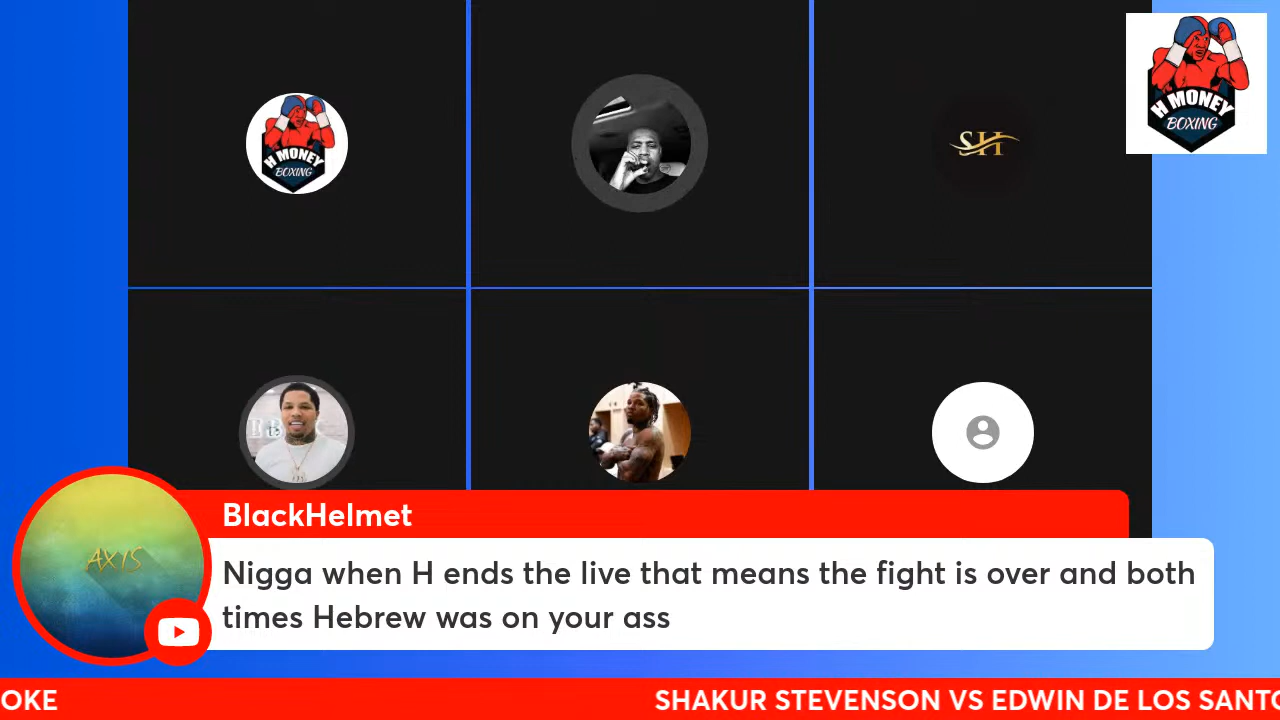 H MONEY
BOXING
H MONEY
BOXING
SH
AXIS
BlackHelmet
Nigga when H ends the live that means the fight is over and both
times Hebrew was on your ass
OKE
SHAKUR STEVENSON VS EDWIN DE LOS SANTO